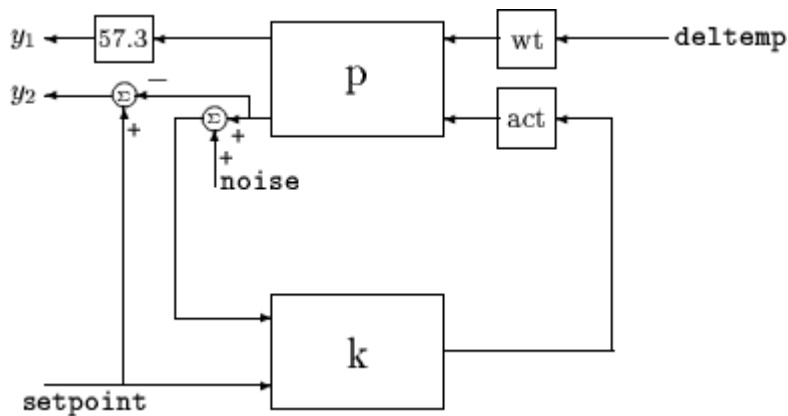 y₁ 57.3 wt deltemp
p
y₂ Σ −
Σ + act
+ +
noise
k
setpoint